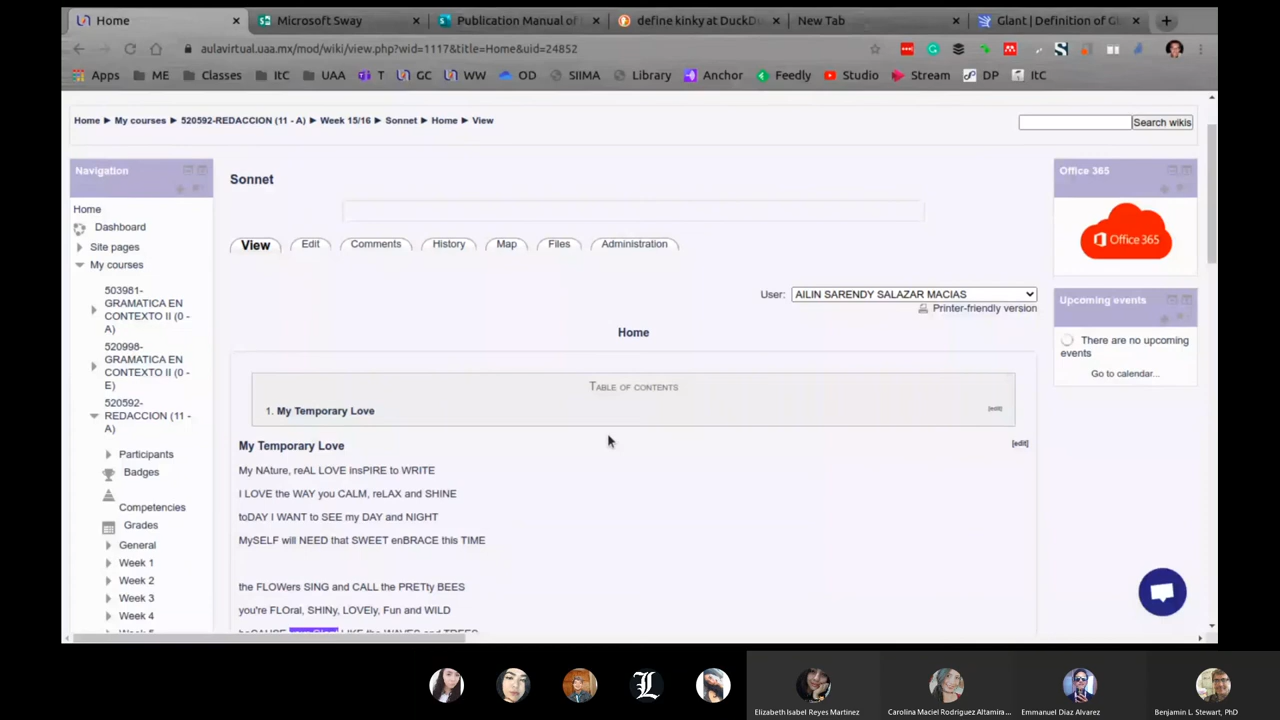 Home
Microsoft Sway
Publication Manual of
define kinky at DuckDu
New Tab
Glant | Definition of Gl
aulavirtual.uaa.mx/mod/wiki/view.php?wid=1117&title=Home&uid=24852
Apps ME Classes ItC UAA T GC WW OD SIIMA Library Anchor Feedly Studio Stream DP ItC
Home ► My courses ► 520592-REDACCION (11 - A) ► Week 15/16 ► Sonnet ► Home ► View
Search wikis
Navigation
Home
Dashboard
Site pages
My courses
503981-
GRAMATICA EN
CONTEXTO II (0 -
A)
520998-
GRAMATICA EN
CONTEXTO II (0 -
E)
520592-
REDACCION (11 -
A)
Participants
Badges
Competencies
Grades
General
Week 1
Week 2
Week 3
Week 4
Sonnet
View Edit Comments History Map Files Administration
User: AILIN SARENDY SALAZAR MACIAS
Printer-friendly version
Home
Table of contents
1. My Temporary Love [edit]
My Temporary Love [edit]
My NAture, reAL LOVE insPIRE to WRITE
I LOVE the WAY you CALM, reLAX and SHINE
toDAY I WANT to SEE my DAY and NIGHT
MySELF will NEED that SWEET enBRACE this TIME
the FLOWers SING and CALL the PRETty BEES
you're FLOral, SHINy, LOVEly, Fun and WILD
LIKE the WAVES and TREES
Office 365
Office 365
Upcoming events
There are no upcoming
events
Go to calendar...
L
Elizabeth Isabel Reyes Martinez
Carolina Maciel Rodriguez Altamira...
Emmanuel Diaz Alvarez
Benjamin L. Stewart, PhD